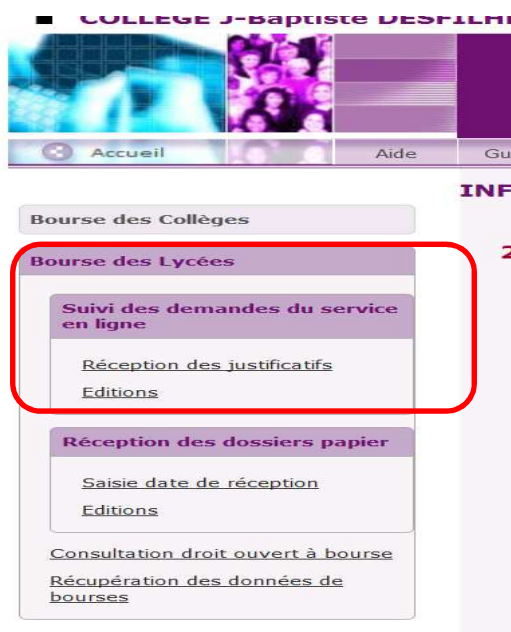 COLLEGE J-Baptiste
Accueil
Aide
Bourse des Collèges
Bourse des Lycées
Suivi des demandes du service
en ligne
Réception des justificatifs
Editions
Réception des dossiers papier
Saisie date de réception
Editions
Consultation droit ouvert à bourse
Récupération des données de
bourses